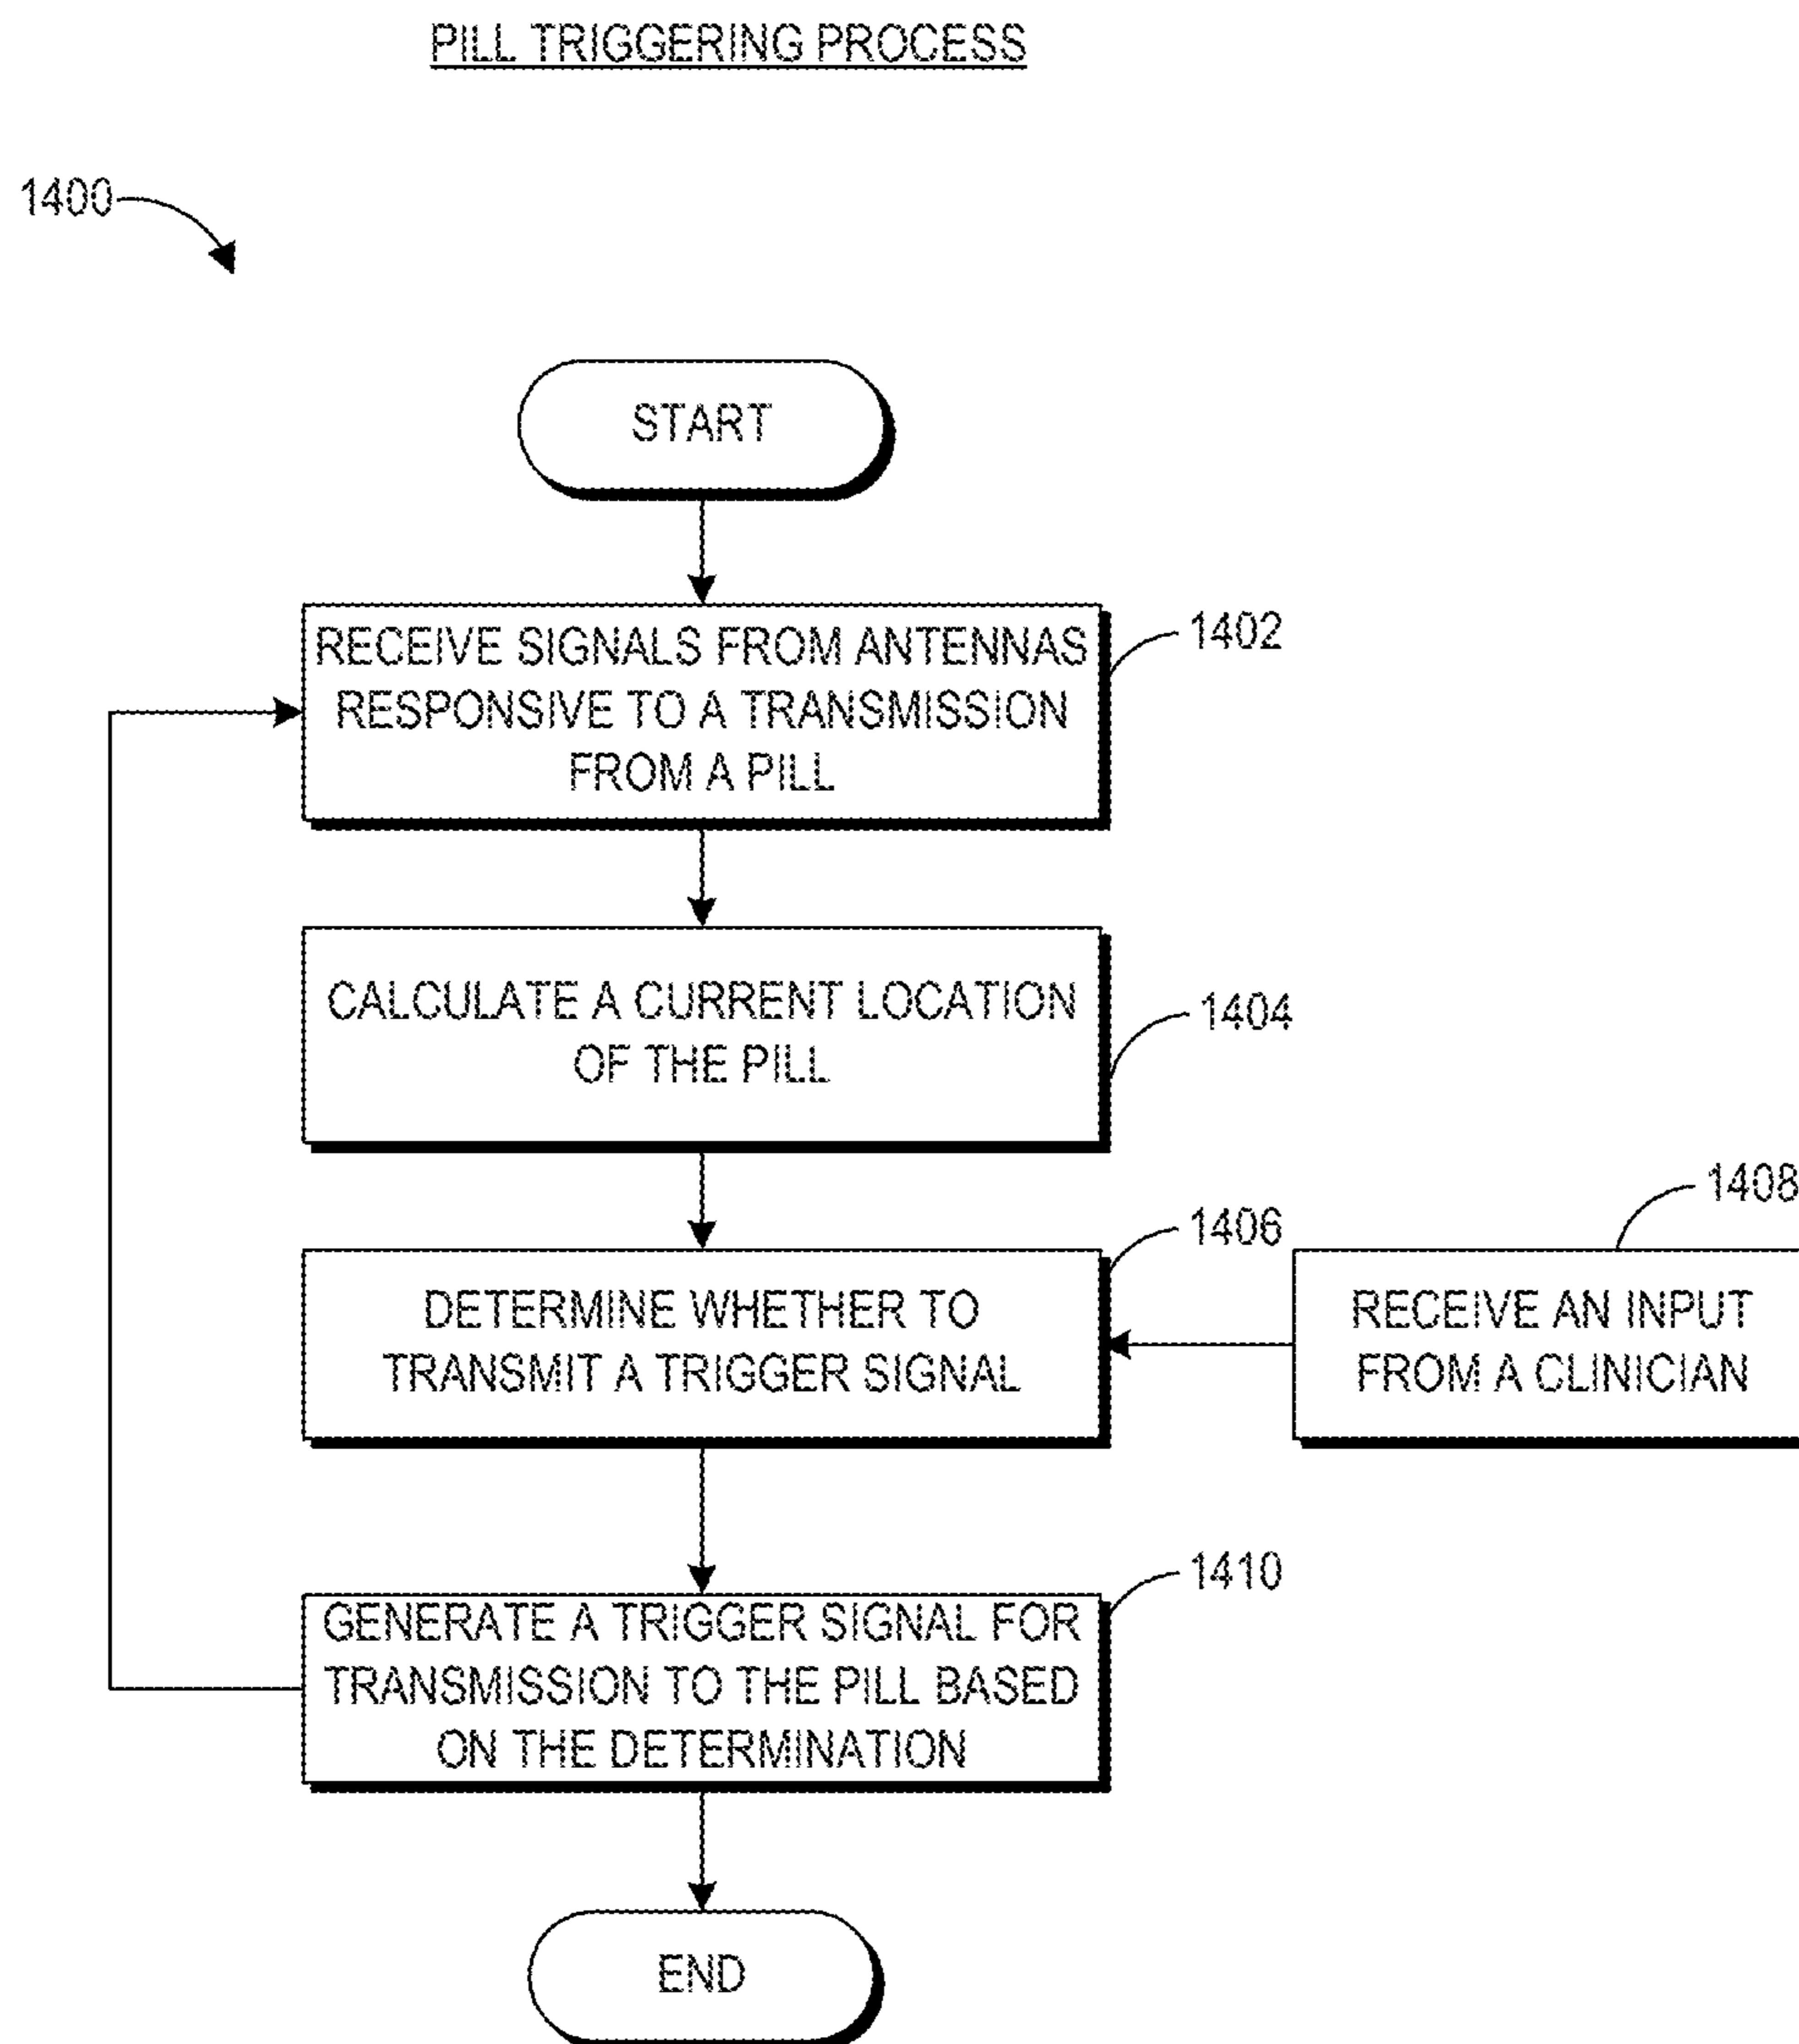 PILL TRIGGERING PROCESS
1400
START
RECEIVE SIGNALS FROM ANTENNAS
RESPONSIVE TO A TRANSMISSION
FROM A PILL
1402
CALCULATE A CURRENT LOCATION
OF THE PILL
1404
DETERMINE WHETHER TO
TRANSMIT A TRIGGER SIGNAL
1406
RECEIVE AN INPUT
FROM A CLINICIAN
1408
GENERATE A TRIGGER SIGNAL FOR
TRANSMISSION TO THE PILL BASED
ON THE DETERMINATION
1410
END